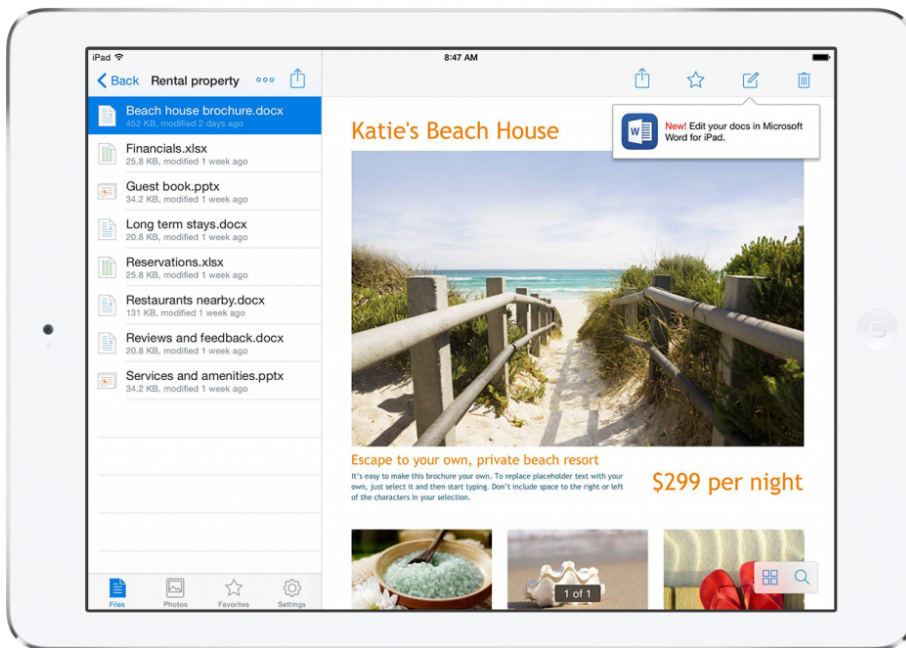 iPad
8:47 AM
Back
Rental property
Beach house brochure.docx
452 KB, modified 2 days ago
Financials.xlsx
25.8 KB, modified 1 week ago
Guest book.pptx
34.2 KB, modified 1 week ago
Long term stays.docx
20.8 KB, modified 1 week ago
Reservations.xlsx
25.8 KB, modified 1 week ago
Restaurants nearby.docx
131 KB, modified 1 week ago
Reviews and feedback.docx
20.8 KB, modified 1 week ago
Services and amenities.pptx
34.2 KB, modified 1 week ago
Files
Photos
Favorites
Settings
W
New! Edit your docs in Microsoft
Word for iPad.
Katie's Beach House
Escape to your own, private beach resort
It's easy to make this brochure your own. To replace placeholder text with your
own, just select it and then start typing. Don't include space to the right or left
of the characters in your selection.
$299 per night
1 of 1